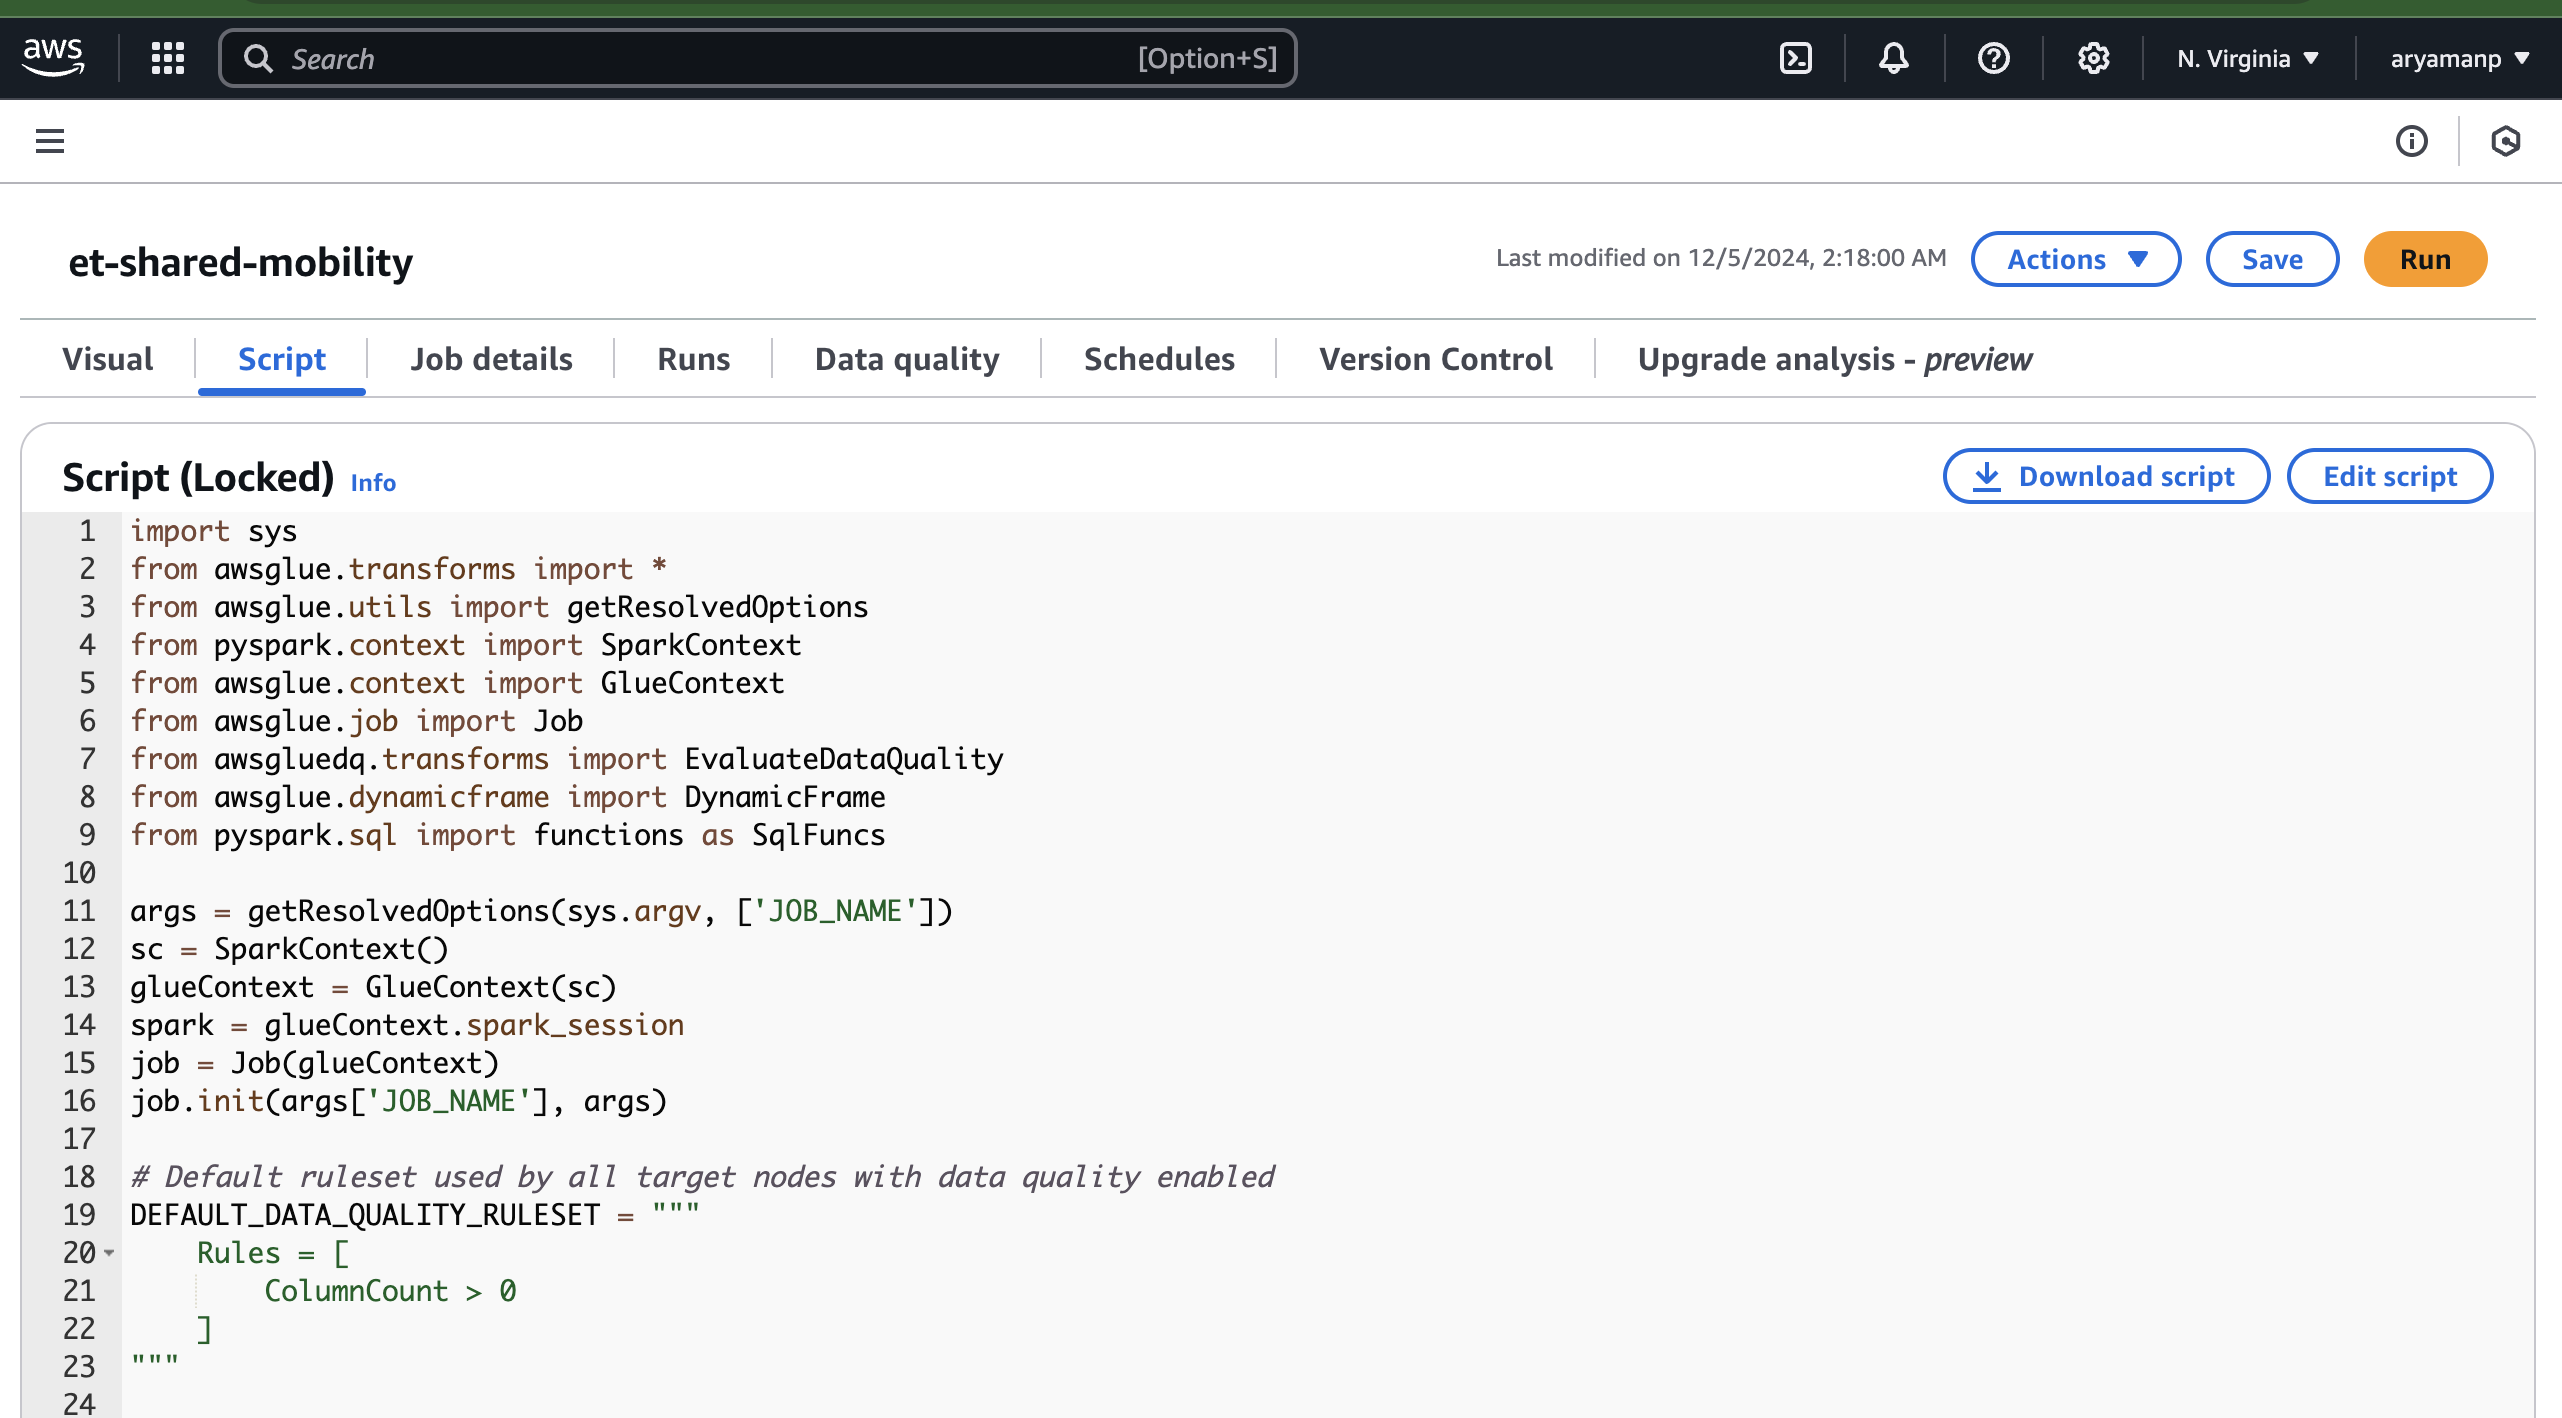 aws
Search [Option+S]
N. Virginia
aryamanp
et-shared-mobility
Last modified on 12/5/2024, 2:18:00 AM
Actions
Save
Run
Visual
Script
Job details
Runs
Data quality
Schedules
Version Control
Upgrade analysis - preview
Script (Locked) Info
Download script
Edit script
1 import sys
2 from awsglue.transforms import *
3 from awsglue.utils import getResolvedOptions
4 from pyspark.context import SparkContext
5 from awsglue.context import GlueContext
6 from awsglue.job import Job
7 from awsgluedq.transforms import EvaluateDataQuality
8 from awsglue.dynamicframe import DynamicFrame
9 from pyspark.sql import functions as SqlFuncs
10
11 args = getResolvedOptions(sys.argv, ['JOB_NAME'])
12 sc = SparkContext()
13 glueContext = GlueContext(sc)
14 spark = glueContext.spark_session
15 job = Job(glueContext)
16 job.init(args['JOB_NAME'], args)
17
18 # Default ruleset used by all target nodes with data quality enabled
19 DEFAULT_DATA_QUALITY_RULESET = """
20     Rules = [
21         ColumnCount > 0
22     ]
23 """
24